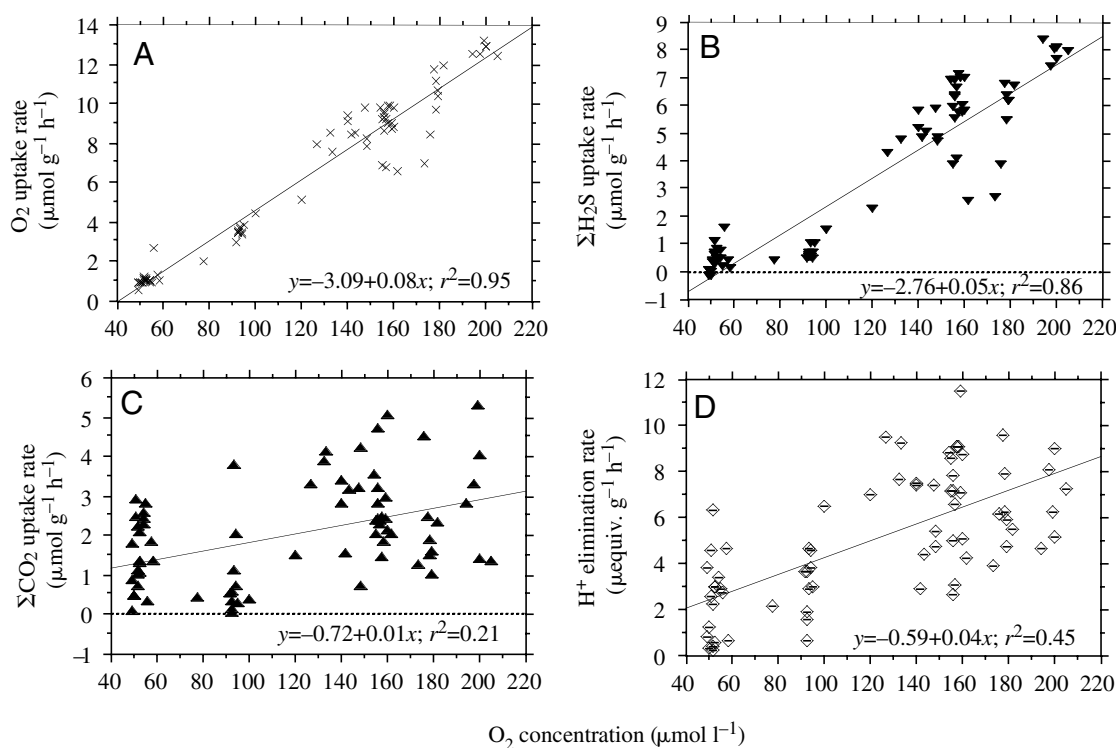 A
O₂ uptake rate
(μmol g⁻¹ h⁻¹)
14
12
10
8
6
4
2
0
y=–3.09+0.08x; r²=0.95
40 60 80 100 120 140 160 180 200 220
B
ΣH₂S uptake rate
(μmol g⁻¹ h⁻¹)
9
8
7
6
5
4
3
2
1
0
–1
y=–2.76+0.05x; r²=0.86
40 60 80 100 120 140 160 180 200 220
C
ΣCO₂ uptake rate
(μmol g⁻¹ h⁻¹)
6
5
4
3
2
1
0
–1
y=–0.72+0.01x; r²=0.21
40 60 80 100 120 140 160 180 200 220
D
H⁺ elimination rate
(μequiv. g⁻¹ h⁻¹)
12
10
8
6
4
2
0
y=–0.59+0.04x; r²=0.45
40 60 80 100 120 140 160 180 200 220
O₂ concentration (μmol l⁻¹)